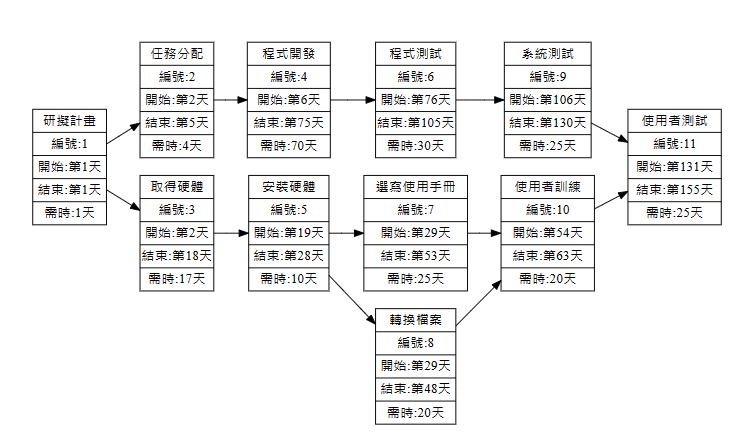 研擬計畫
編號:1
開始:第1天
結束:第1天
需時:1天
任務分配
編號:2
開始:第2天
結束:第5天
需時:4天
取得硬體
編號:3
開始:第2天
結束:第18天
需時:17天
程式開發
編號:4
開始:第6天
結束:第75天
需時:70天
安裝硬體
編號:5
開始:第19天
結束:第28天
需時:10天
程式測試
編號:6
開始:第76天
結束:第105天
需時:30天
選寫使用手冊
編號:7
開始:第29天
結束:第53天
需時:25天
轉換檔案
編號:8
開始:第29天
結束:第48天
需時:20天
系統測試
編號:9
開始:第106天
結束:第130天
需時:25天
使用者訓練
編號:10
開始:第54天
結束:第63天
需時:20天
使用者測試
編號:11
開始:第131天
結束:第155天
需時:25天